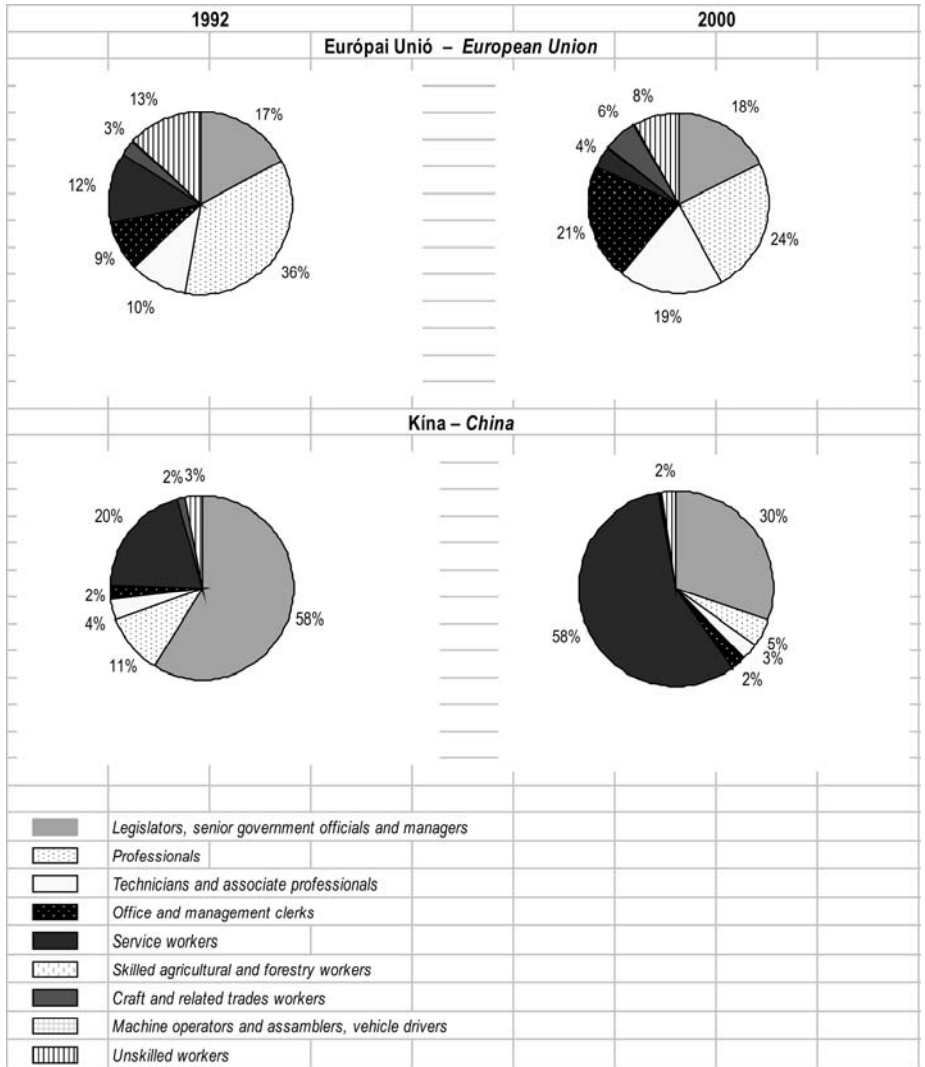 1992 2000
Európai Unió – European Union
13% 17% 8% 18%
3% 6%
12% 4%
9% 21% 24%
36%
10% 19%
Kína – China
2% 3% 2%
20% 30%
2% 58% 58%
4% 5%
11% 3%
2%
Legislators, senior government officials and managers
Professionals
Technicians and associate professionals
Office and management clerks
Service workers
Skilled agricultural and forestry workers
Craft and related trades workers
Machine operators and assamblers, vehicle drivers
Unskilled workers